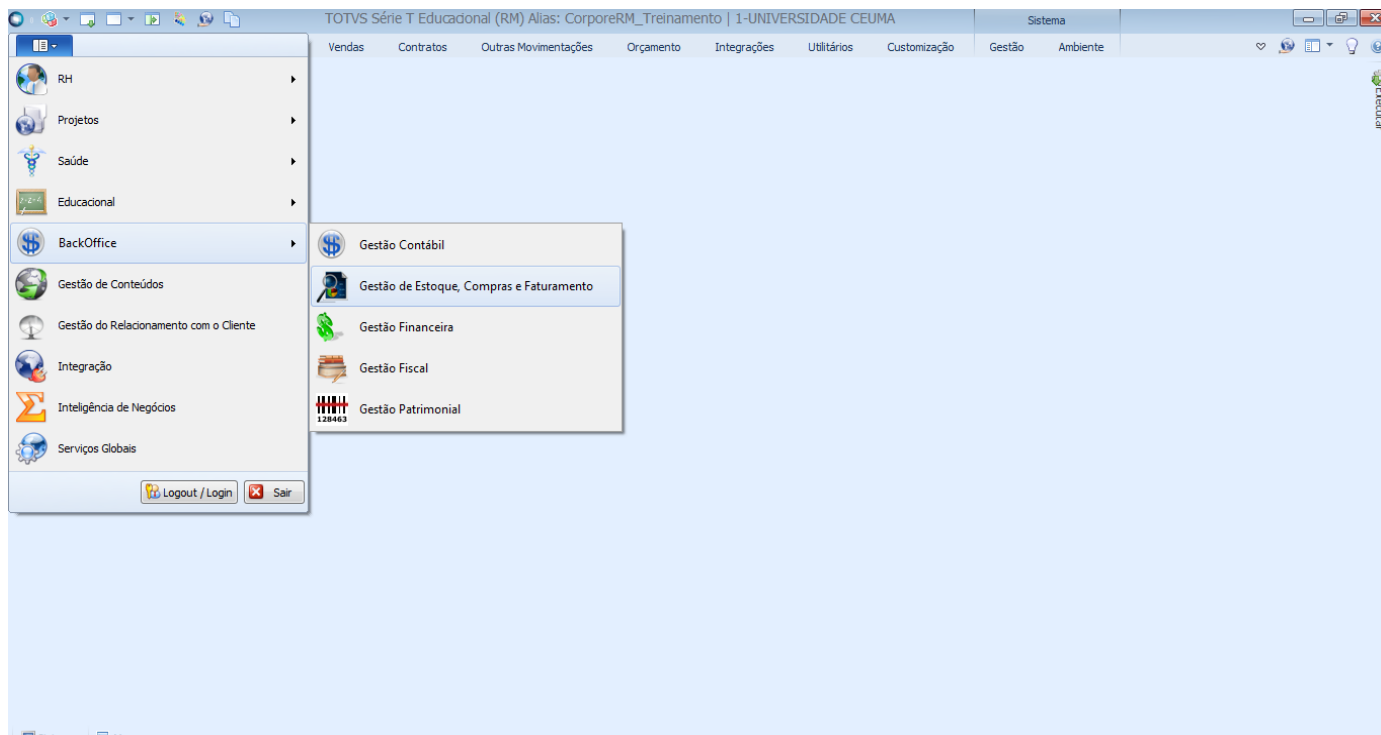 TOTVS Série T Educacional (RM) Alias: CorporeRM_Treinamento | 1-UNIVERSIDADE CEUMA
Sistema
Vendas Contratos Outras Movimentações Orçamento Integrações Utilitários Customização Gestão Ambiente
RH
Projetos
Saúde
Educacional
BackOffice
Gestão de Conteúdos
Gestão do Relacionamento com o Cliente
Integração
Inteligência de Negócios
Serviços Globais
Logout / Login
Sair
Gestão Contábil
Gestão de Estoque, Compras e Faturamento
Gestão Financeira
Gestão Fiscal
128463
Gestão Patrimonial
Executar